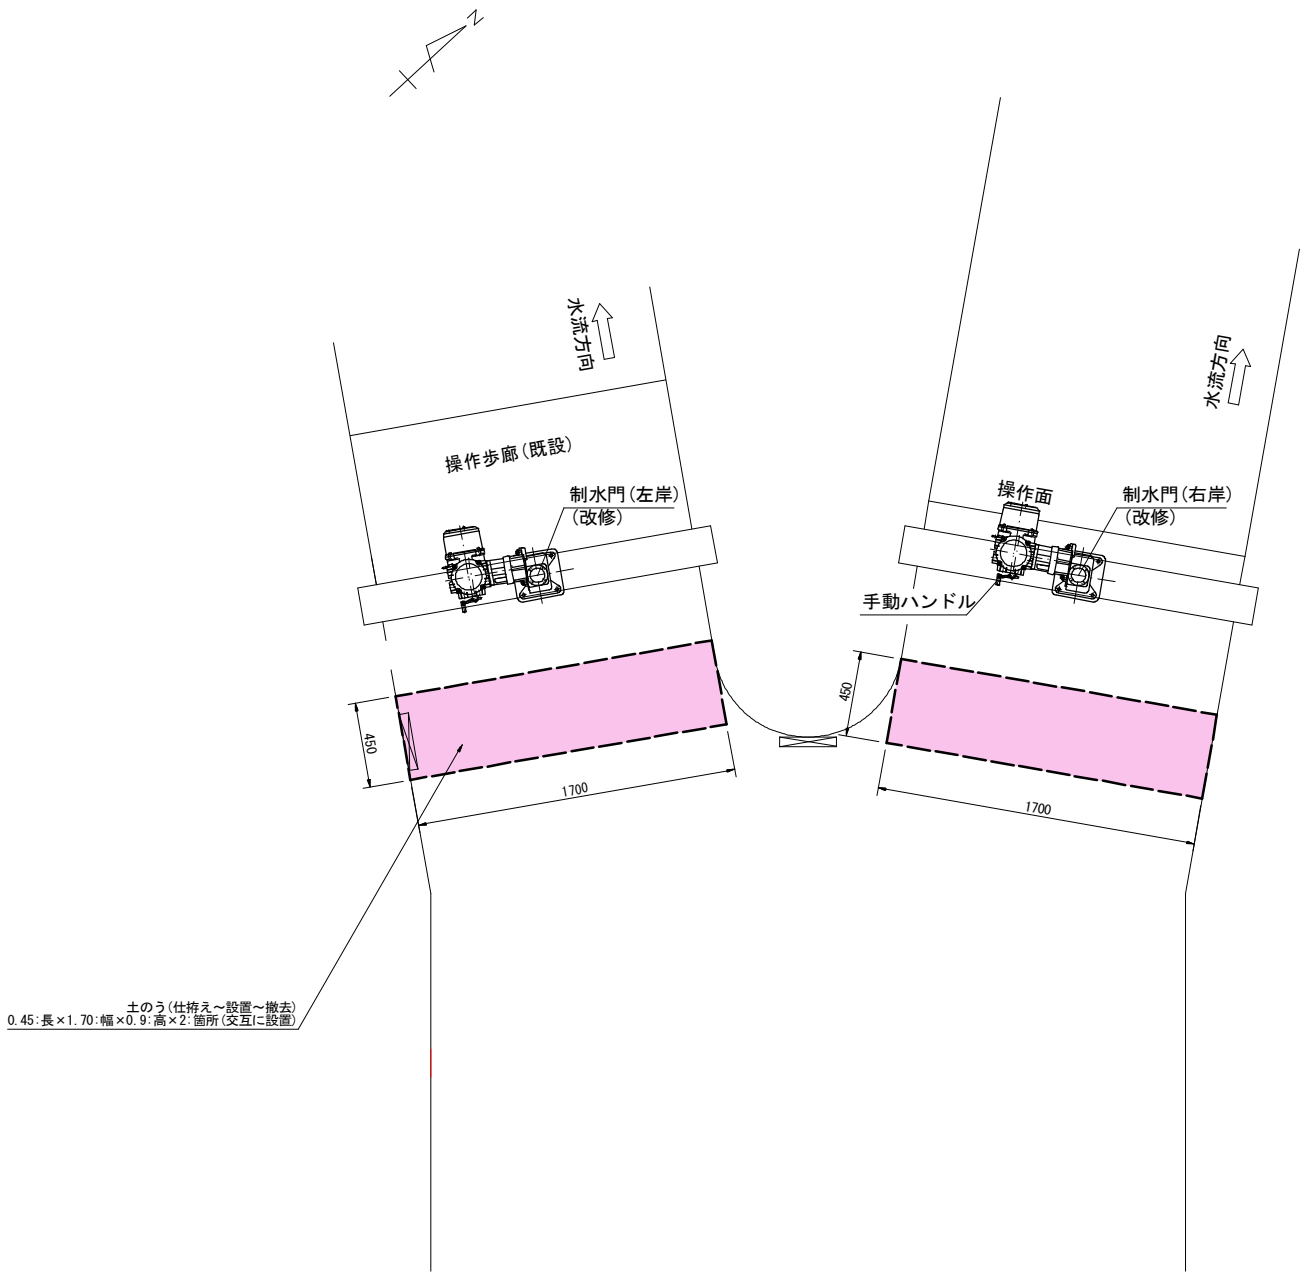 N
水流方向
水流方向
操作歩廊(既設)
制水門(左岸)
(改修)
操作面
制水門(右岸)
(改修)
手動ハンドル
450
450
1700
1700
土のう(仕拵え～設置～撤去)
0.45:長×1.70:幅×0.9:高×2:箇所(交互に設置)